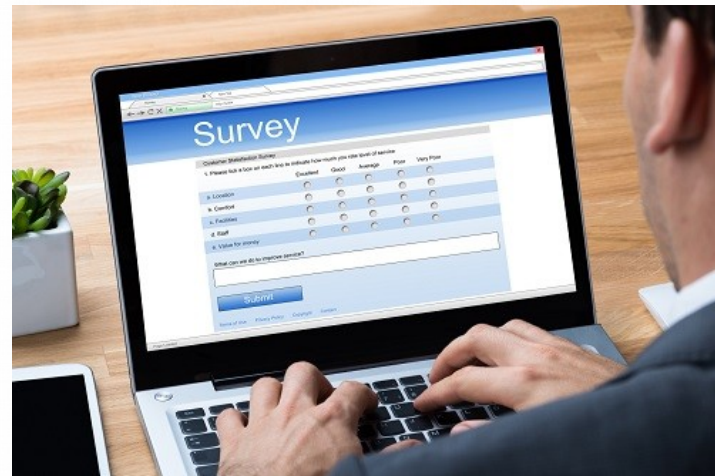 Survey
Customer Satisfaction Survey
1. Please tick a box on each line to indicate how much you rate level of service
Excellent Good Average Poor Very Poor
a. Location
b. Comfort
c. Facilities
d. Staff
e. Value for money
What can we do to improve service?
Submit
Terms of Use Privacy Policy Copyright Contact